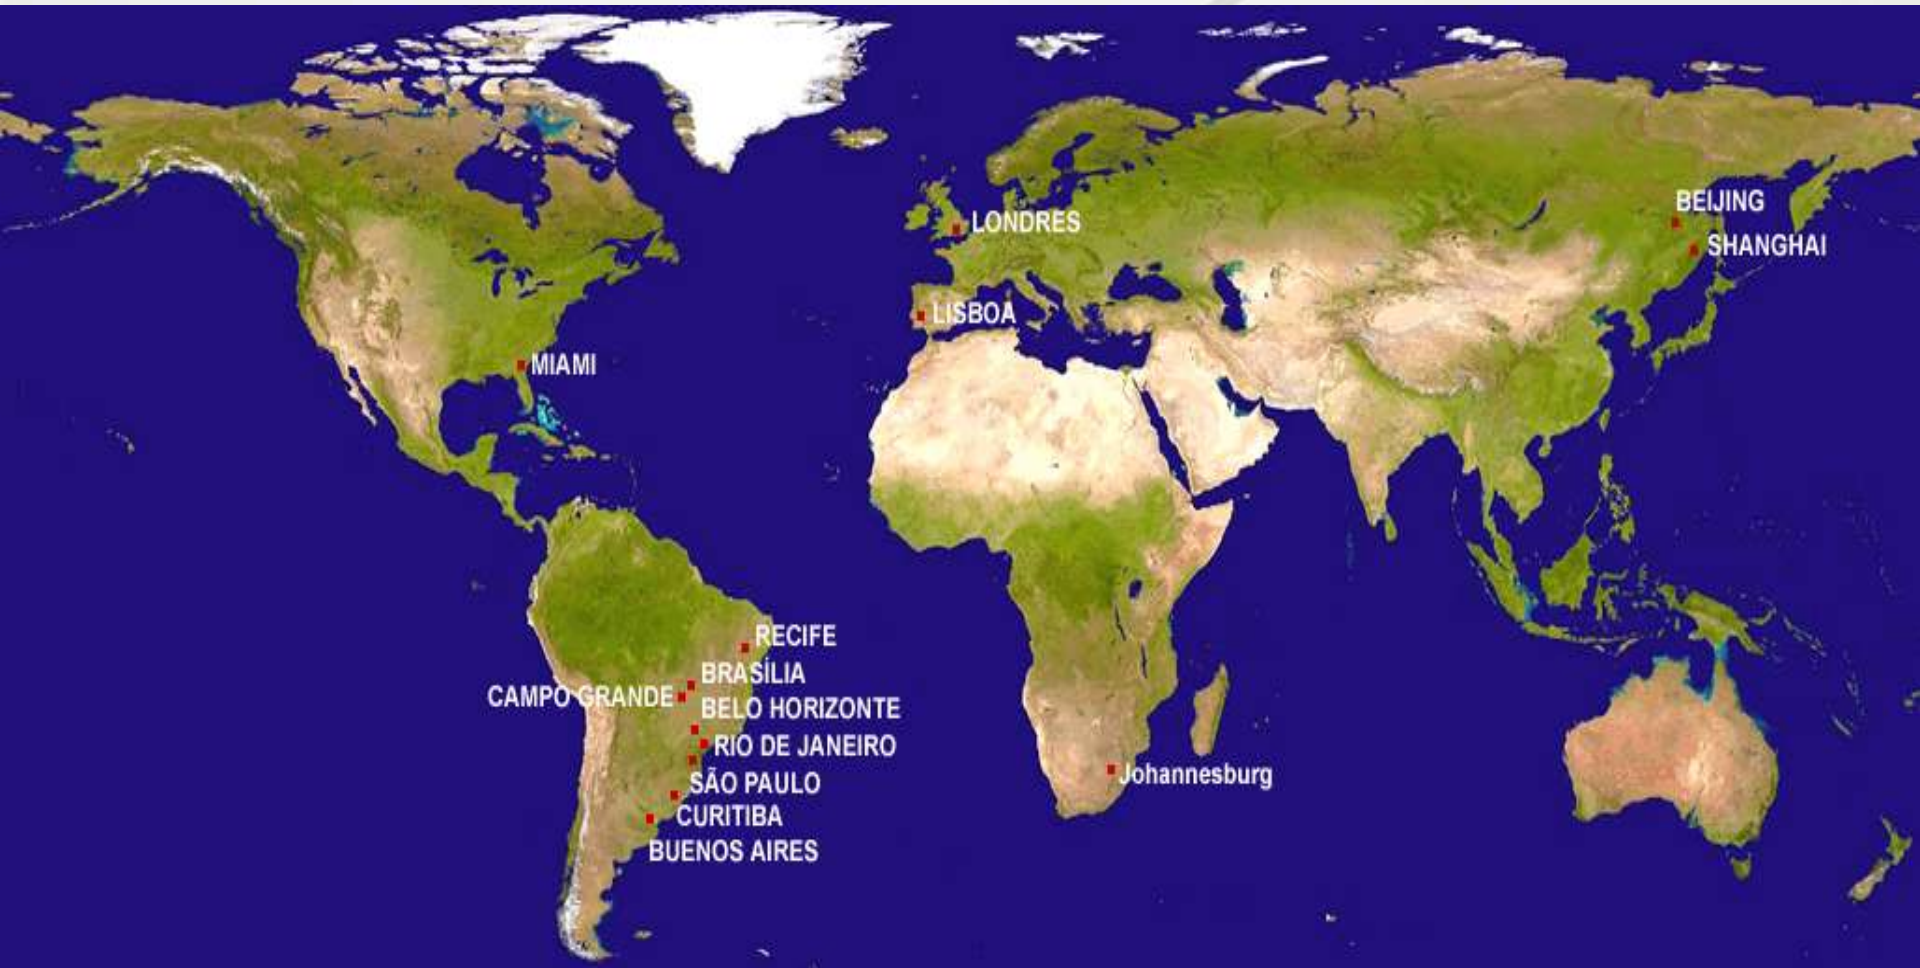 BEIJING
LONDRES
SHANGHAI
LISBOA
MIAMI
RECIFE
BRASÍLIA
CAMPO GRANDE
BELO HORIZONTE
RIO DE JANEIRO
Johannesburg
SÃO PAULO
CURITIBA
BUENOS AIRES